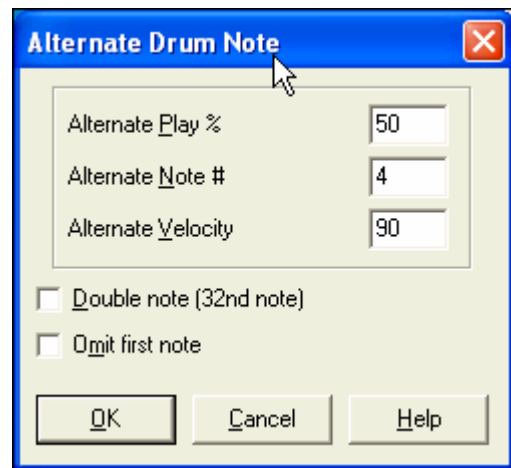 Alternate Drum Note
Alternate Play % 50
Alternate Note # 4
Alternate Velocity 90
Double note (32nd note)
Omit first note
OK Cancel Help